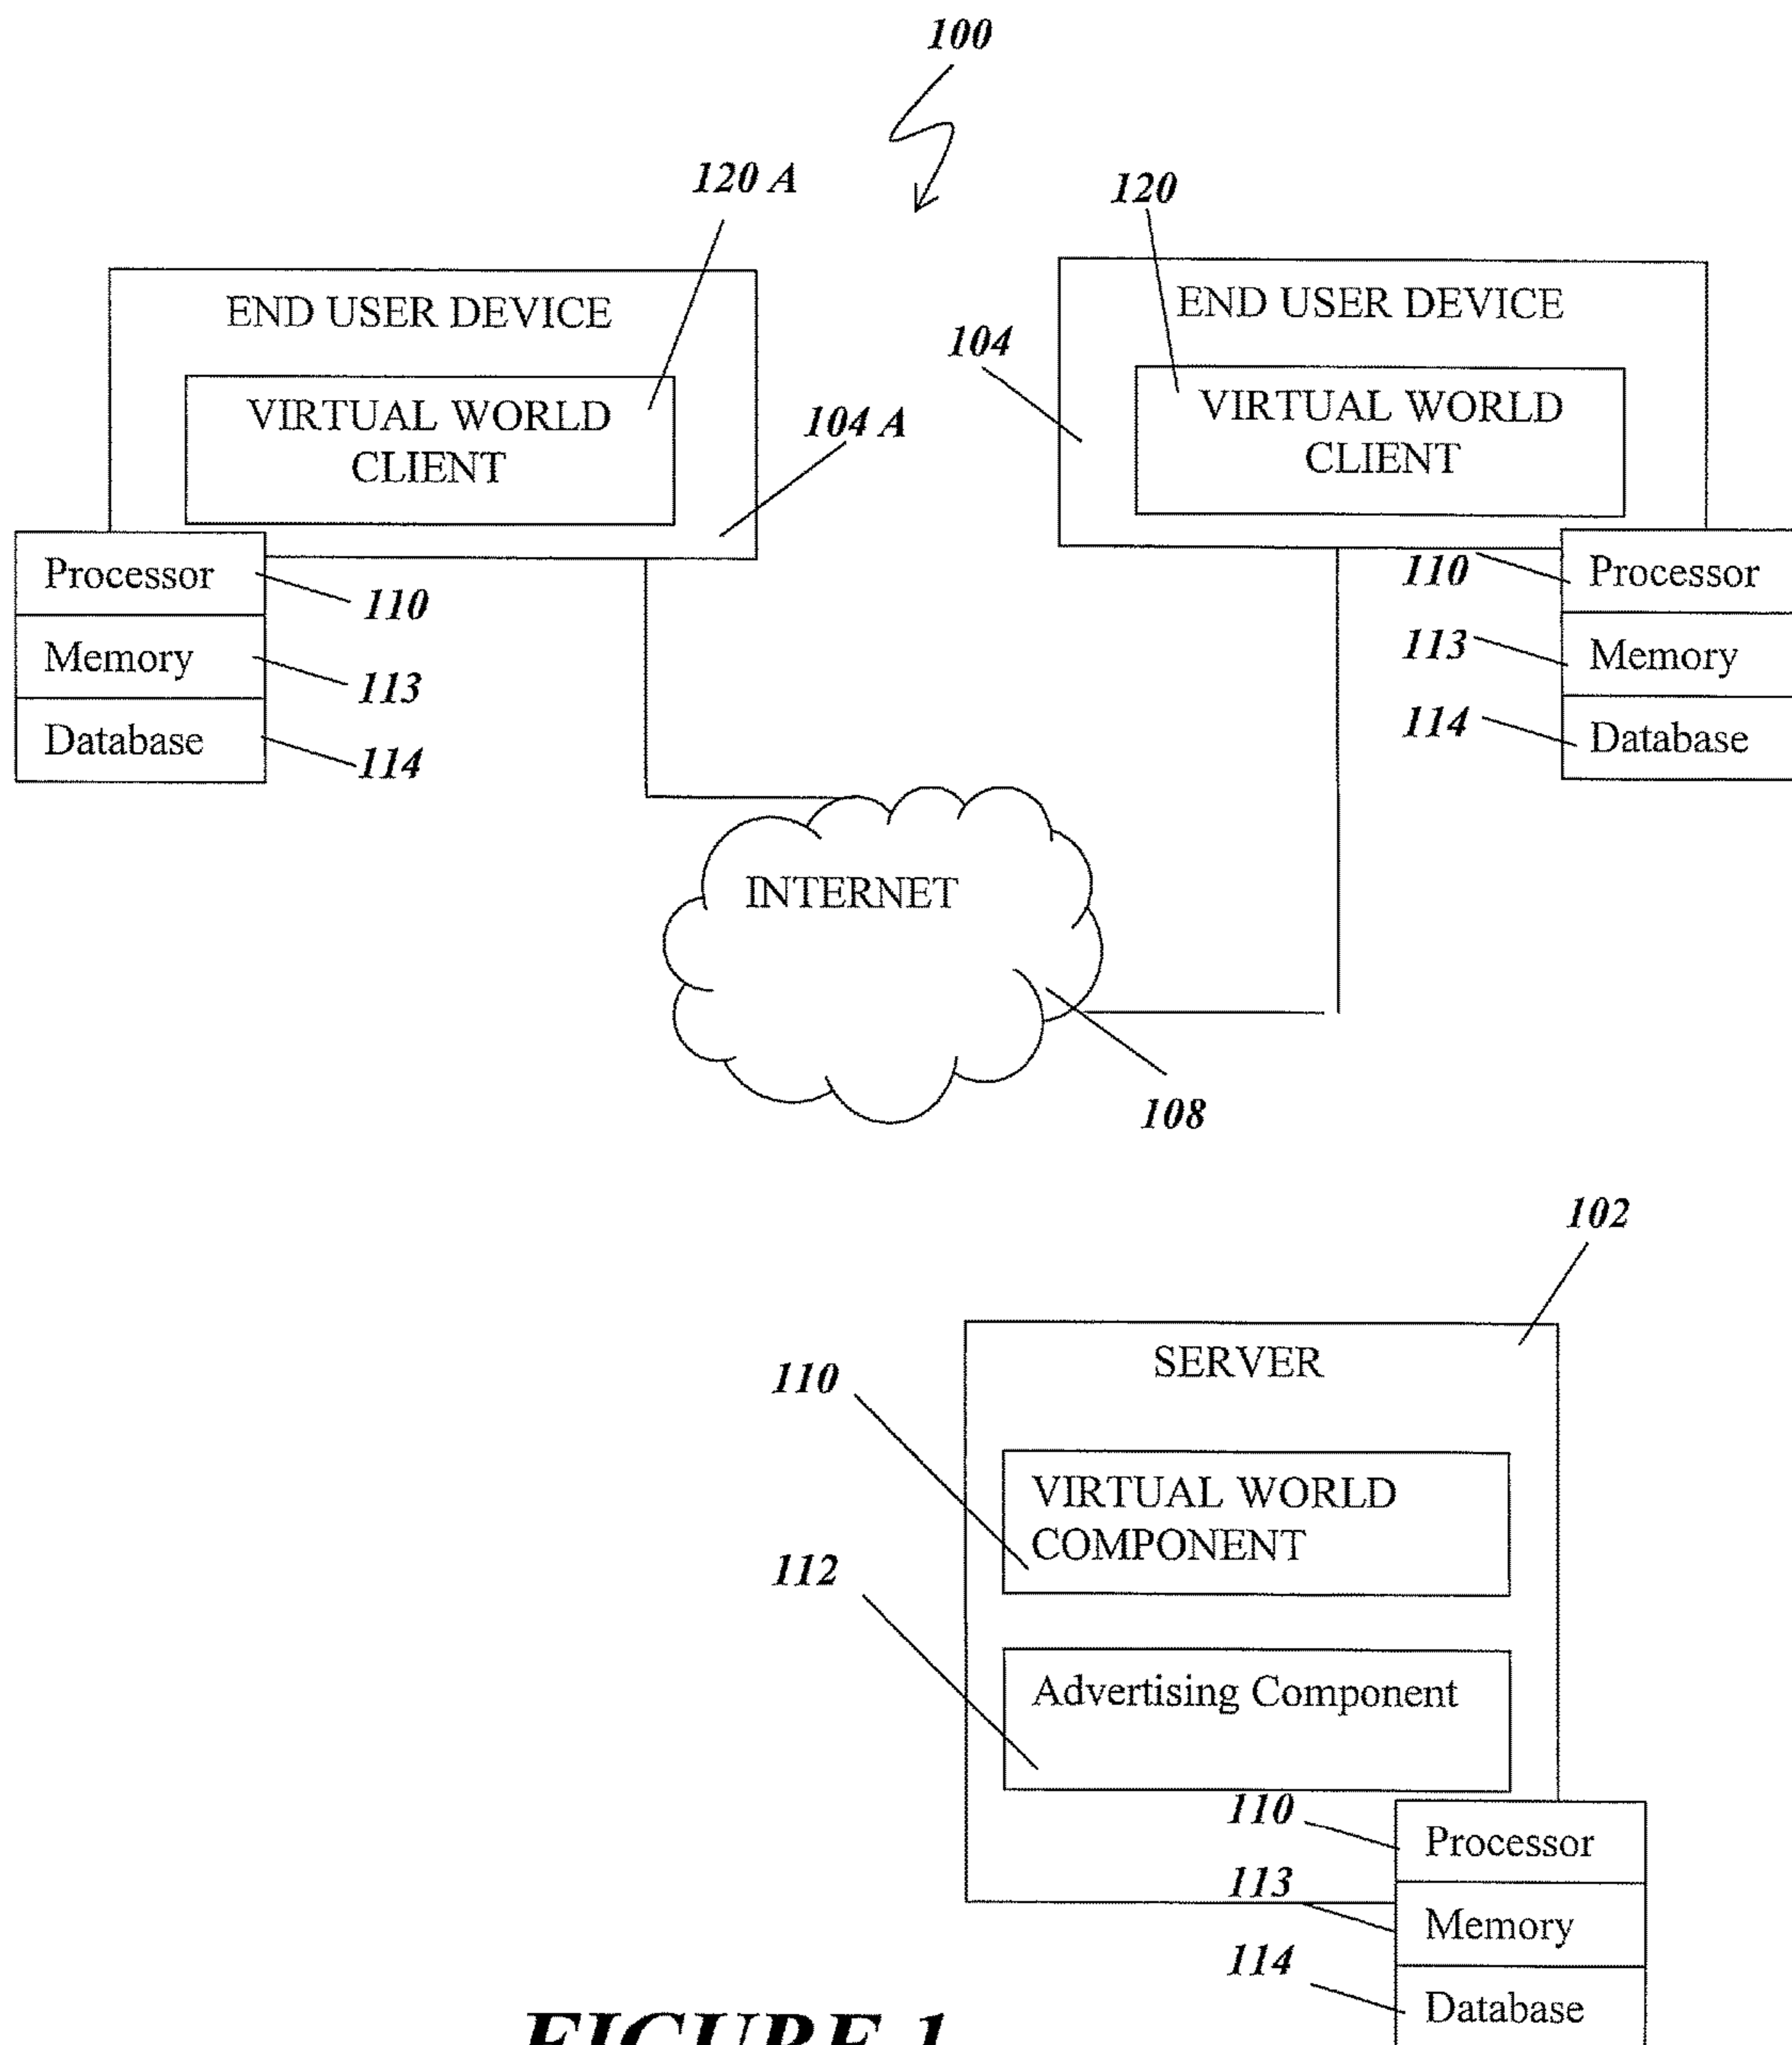 100
120 A
120
END USER DEVICE
VIRTUAL WORLD
CLIENT
104 A
Processor
110
Memory
113
Database
114
END USER DEVICE
104
VIRTUAL WORLD
CLIENT
110
Processor
113
Memory
114
Database
INTERNET
108
102
SERVER
110
VIRTUAL WORLD
COMPONENT
112
Advertising Component
110
Processor
113
Memory
114
Database
FIGURE 1